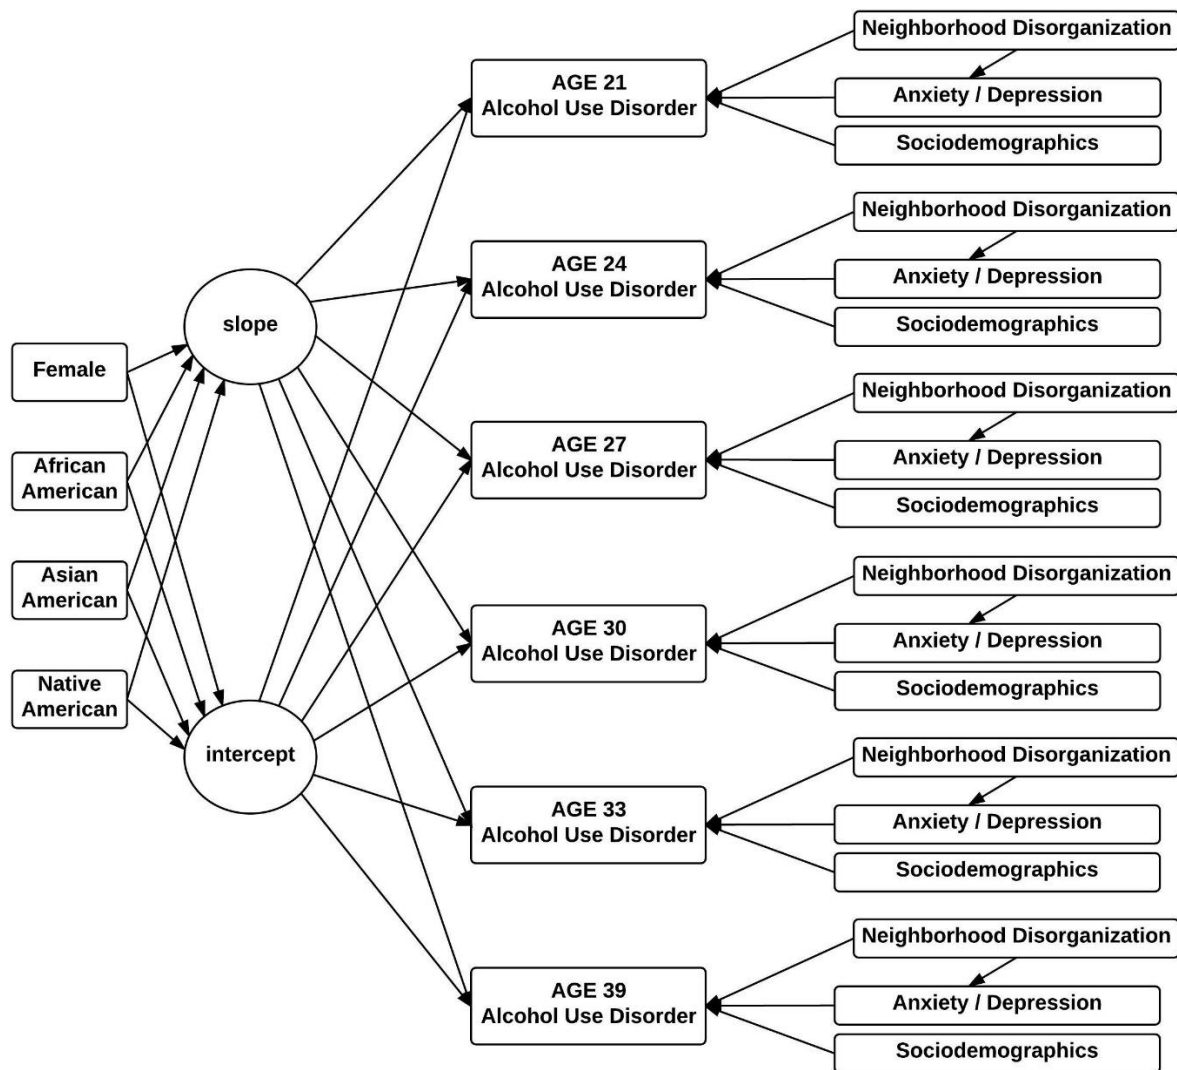 Neighborhood Disorganization
AGE 21
Alcohol Use Disorder
Anxiety / Depression
Sociodemographics
Neighborhood Disorganization
AGE 24
Alcohol Use Disorder
Anxiety / Depression
Sociodemographics
slope
Female
African
American
Asian
American
Native
American
intercept
Neighborhood Disorganization
AGE 27
Alcohol Use Disorder
Anxiety / Depression
Sociodemographics
Neighborhood Disorganization
AGE 30
Alcohol Use Disorder
Anxiety / Depression
Sociodemographics
Neighborhood Disorganization
AGE 33
Alcohol Use Disorder
Anxiety / Depression
Sociodemographics
Neighborhood Disorganization
AGE 39
Alcohol Use Disorder
Anxiety / Depression
Sociodemographics